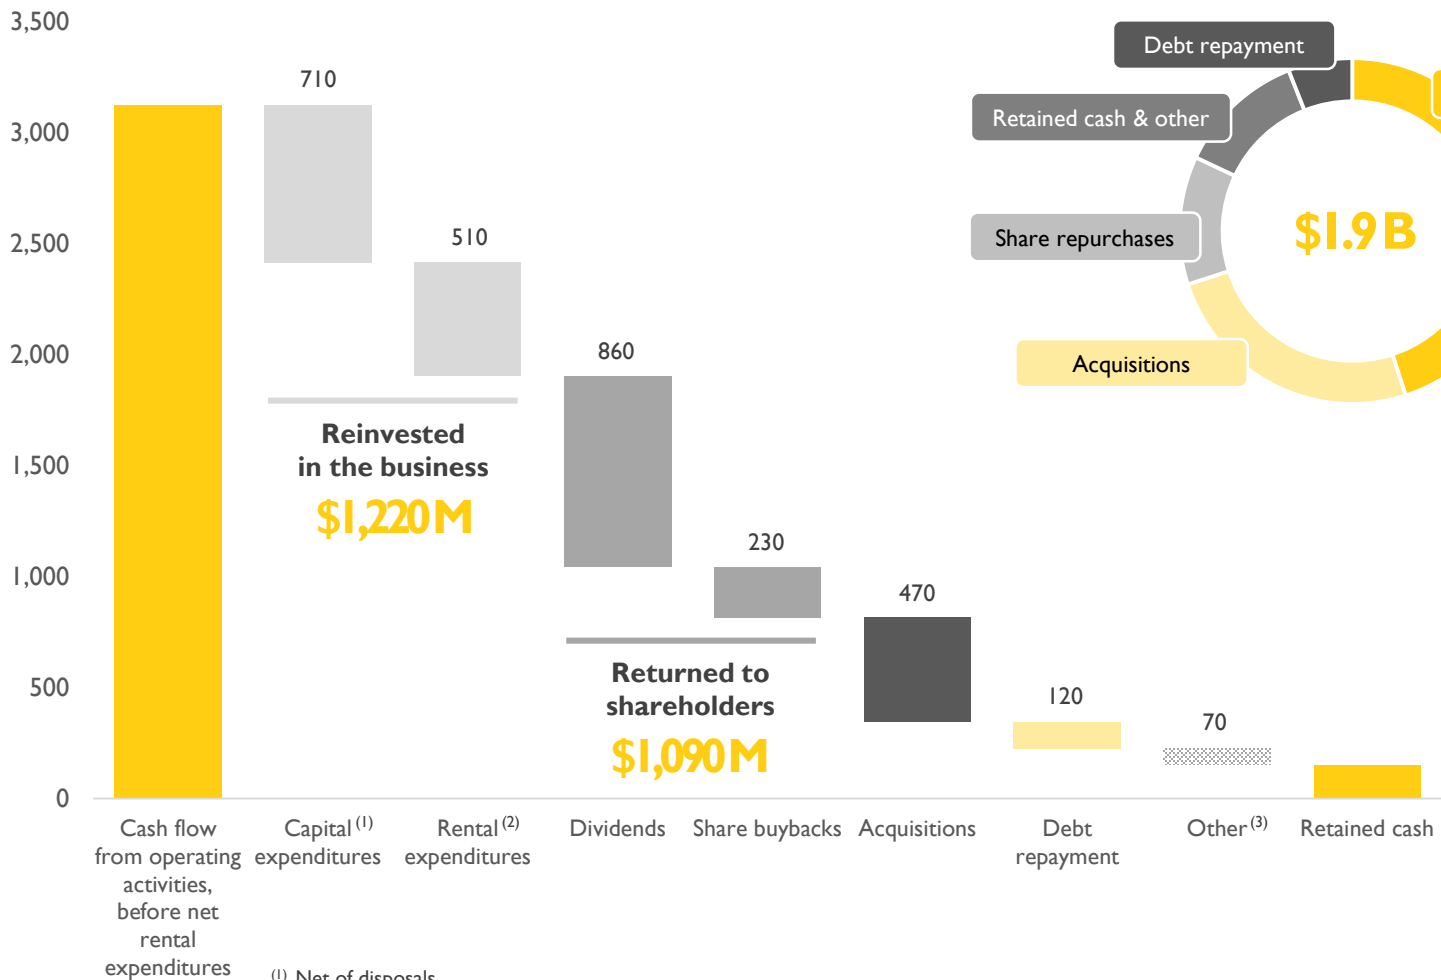 3,500
3,000
2,500
2,000
1,500
1,000
500
0
710
510
860
230
470
120
70
Reinvested
in the business
$1,220 M
Returned to
shareholders
$1,090 M
Debt repayment
Retained cash & other
Share repurchases
Acquisitions
$1.9 B
Cash flow
from operating
activities,
before net
rental
expenditures
Capital (1)
expenditures
Rental (2)
expenditures
Dividends
Share buybacks
Acquisitions
Debt
repayment
Other (3)
Retained cash
(1) Net of disposals